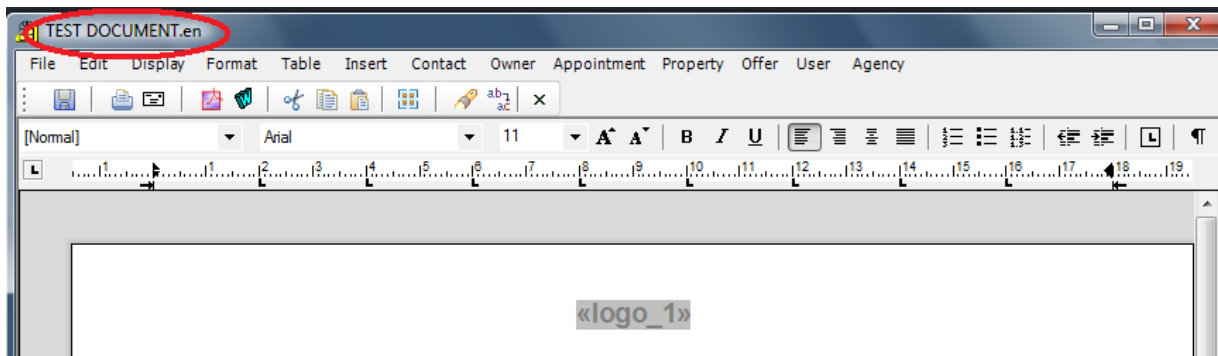 TEST DOCUMENT.en
File Edit Display Format Table Insert Contact Owner Appointment Property Offer User Agency
[Normal] Arial 11 A A B I U
1 1 2 3 4 5 6 7 8 9 10 11 12 13 14 15 16 17 18 19
«logo_1»